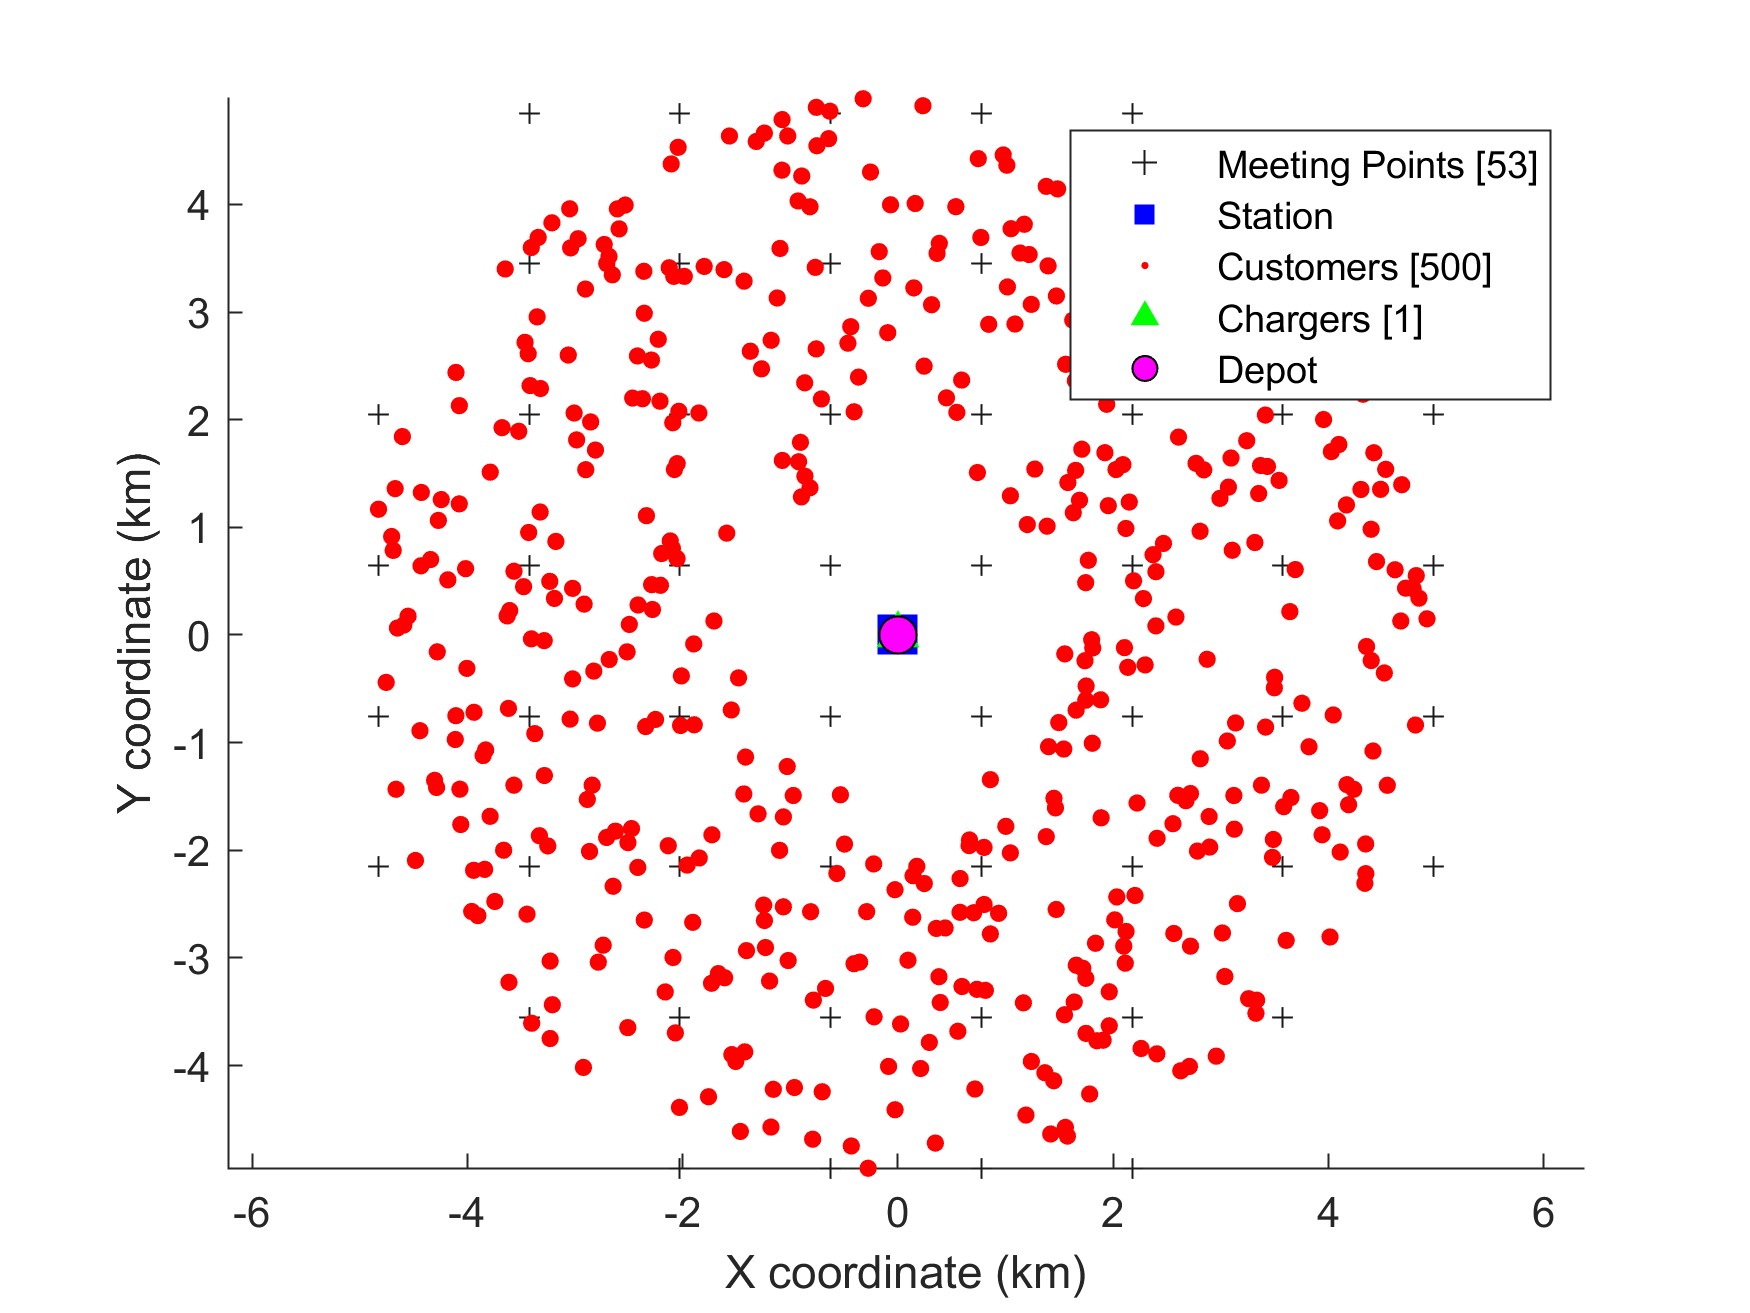 Meeting Points [53]
Station
Customers [500]
Chargers [1]
Depot
4
3
2
1
0
-1
-2
-3
-4
Y coordinate (km)
-6
-4
-2
0
2
4
6
X coordinate (km)